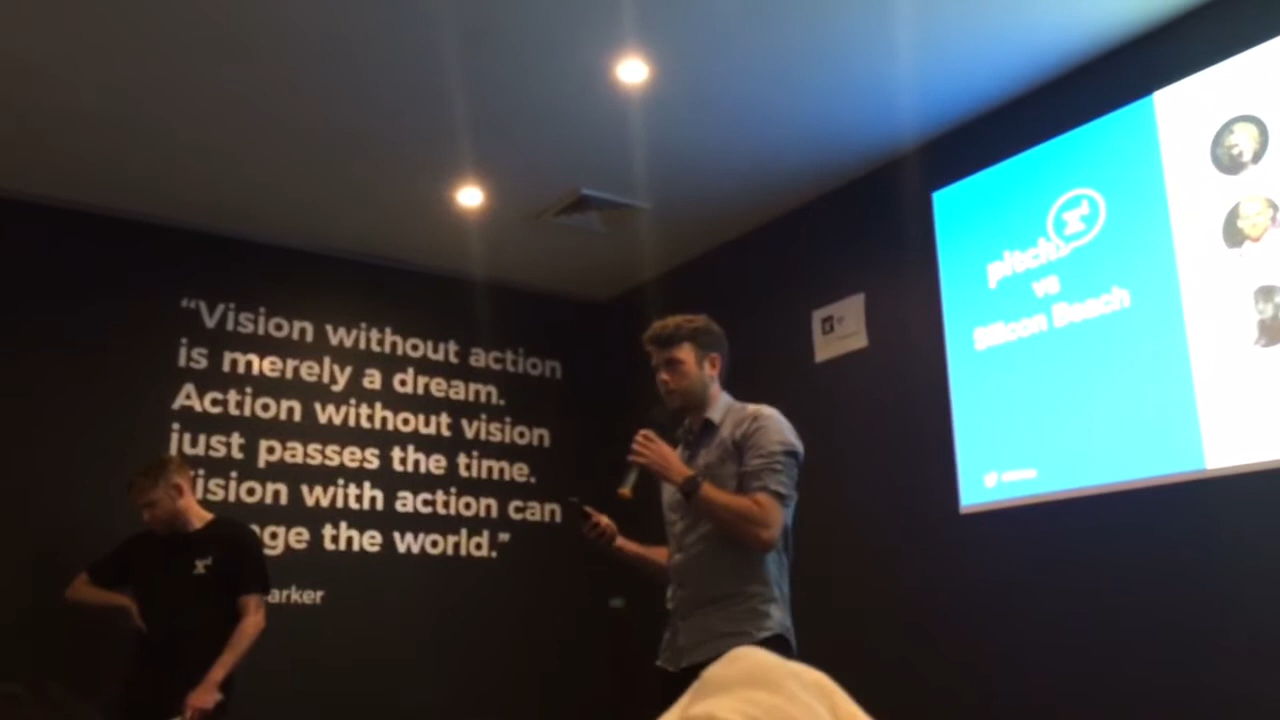 “Vision without action
is merely a dream.
Action without vision
just passes the time.
ision with action can
ge the world.”
arker
pitch
vs
Silicon Beach